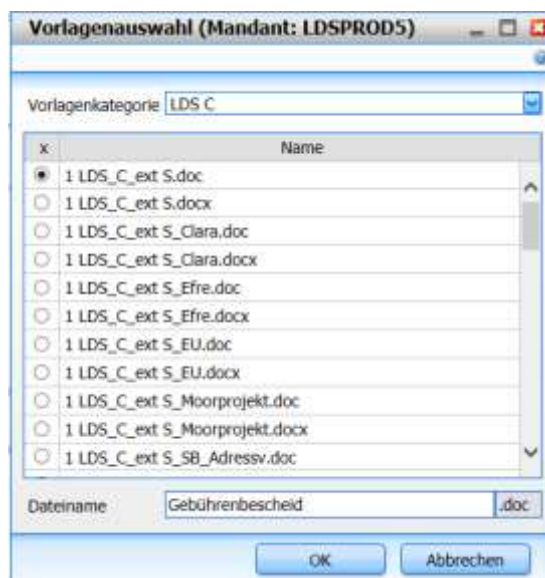 Vorlagenauswahl (Mandant: LDSPROD5)
Vorlagenkategorie LDS C
x Name
1 LDS_C_ext S.doc
1 LDS_C_ext S.docx
1 LDS_C_ext S_Clara.doc
1 LDS_C_ext S_Clara.docx
1 LDS_C_ext S_Efre.doc
1 LDS_C_ext S_Efre.docx
1 LDS_C_ext S_EU.doc
1 LDS_C_ext S_EU.docx
1 LDS_C_ext S_Moorprojekt.doc
1 LDS_C_ext S_Moorprojekt.docx
1 LDS_C_ext S_SB_Adressv.doc
Dateiname Gebührenbescheid .doc
OK Abbrechen